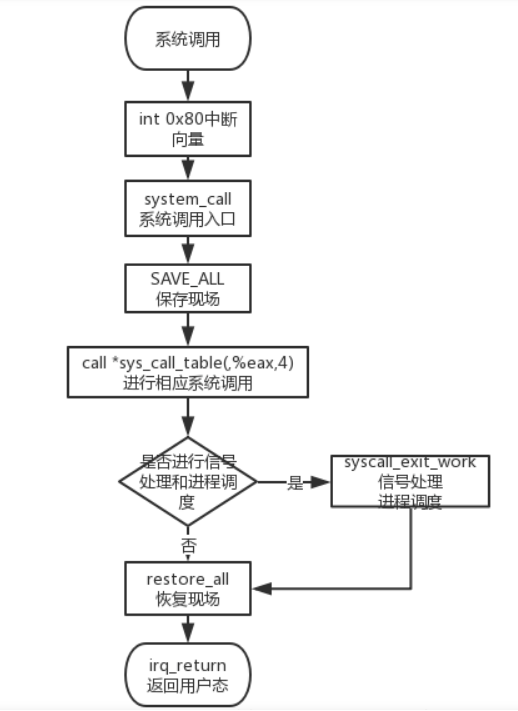 系统调用
int 0x80中断
向量
system_call
系统调用入口
SAVE_ALL
保存现场
call *sys_call_table(,%eax,4)
进行相应系统调用
是否进行信号
处理和进程调
度
是
syscall_exit_work
信号处理
进程调度
否
restore_all
恢复现场
irq_return
返回用户态